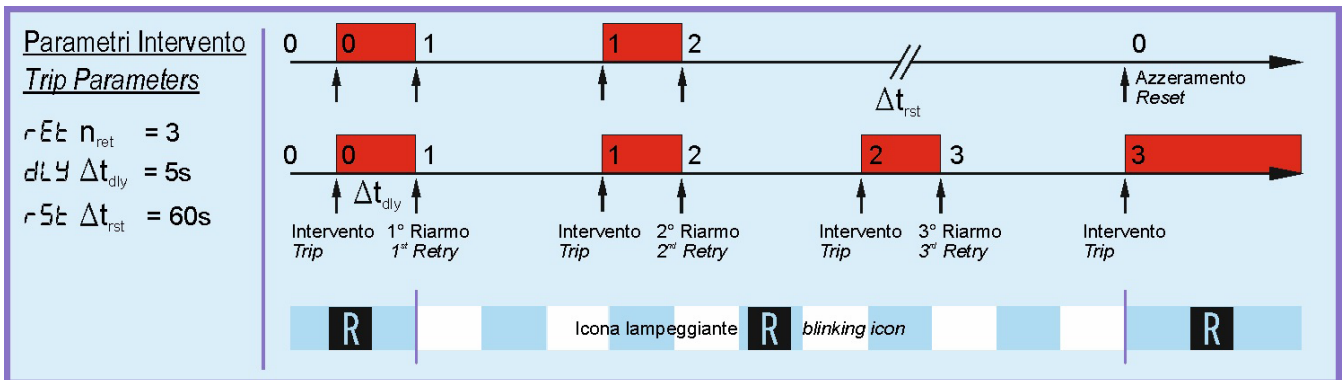 Parametri Intervento
Trip Parameters
rEt n_ret = 3
dLY Δt_dly = 5s
rSt Δt_rst = 60s
0 0 1 1 2 0
Δt_rst
Azzeramento
Reset
0 0 1 1 2 2 3 3
Δt_dly
Intervento 1° Riarmo Intervento 2° Riarmo Intervento 3° Riarmo Intervento
Trip 1st Retry Trip 2nd Retry Trip 3rd Retry Trip
R Icona lampeggiante R blinking icon R